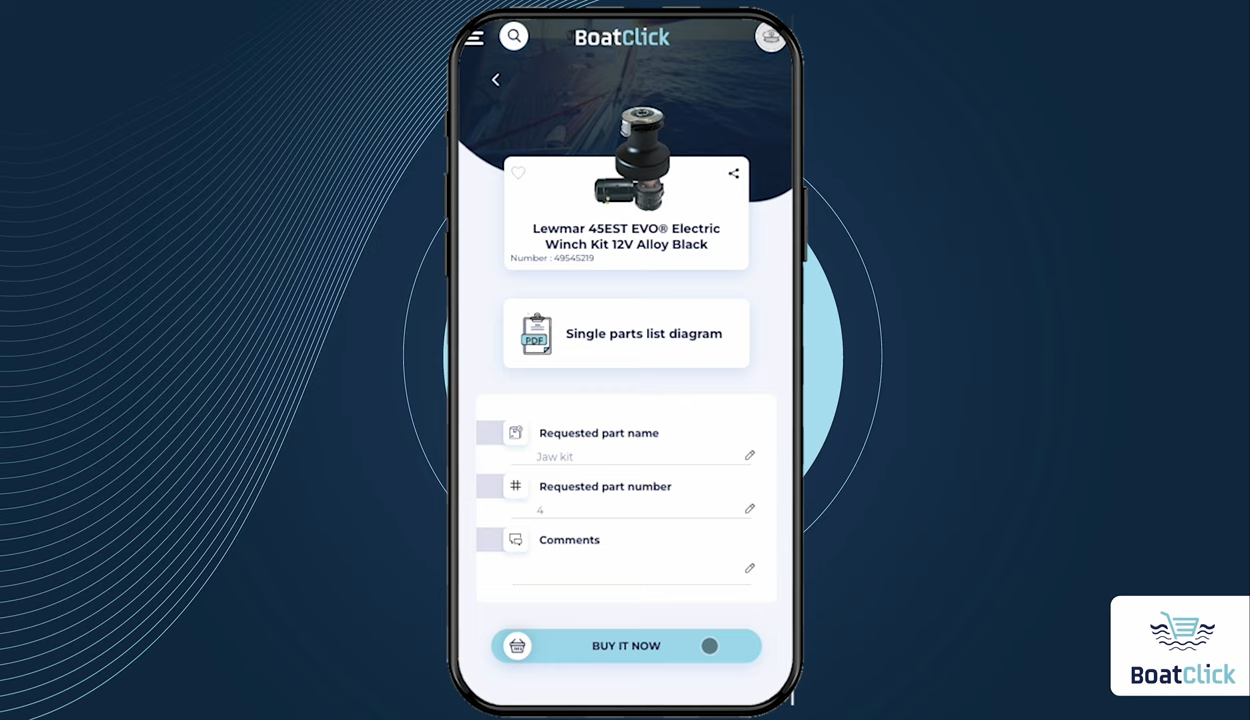 BoatClick
Lewmar 45EST EVO® Electric
Winch Kit 12V Alloy Black
Number : 49545219
PDF
Single parts list diagram
Requested part name
Jaw kit
Requested part number
4
Comments
BUY IT NOW
BoatClick